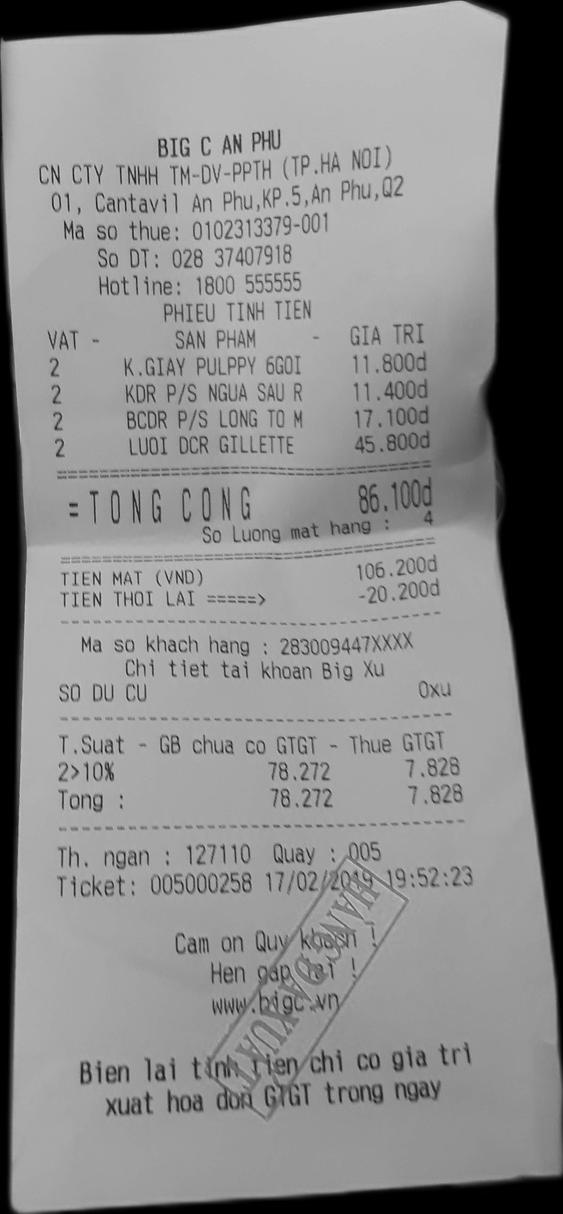 BIG C AN PHU
CN CTY TNHH TM-DV-PPTH (TP.HA NOI)
01, Cantavil An Phu,KP.5,An Phu,Q2
Ma so thue: 0102313379-001
So DT: 028 37407918
Hotline: 1800 555555
PHIEU TINH TIEN
VAT - SAN PHAM - GIA TRI
2 K.GIAY PULPPY 6GOI 11.800d
2 KDR P/S NGUA SAU R 11.400d
2 BCDR P/S LONG TO M 17.100d
2 LUOI DCR GILLETTE 45.800d
=TONG CONG 86.100d
So Luong mat hang : 4
TIEN MAT (VND) 106.200d
TIEN THOI LAI =====> -20.200d
Ma so khach hang : 283009447XXXX
Chi tiet tai khoan Big Xu
SO DU CU 0xu
T.Suat - GB chua co GTGT - Thue GTGT
2>10% 78.272 7.828
Tong : 78.272 7.828
Th. ngan : 127110 Quay : 005
Ticket: 005000258 17/02/2019 19:52:23
Cam on Quy khach !
Hen gap lai !
www.bigc.vn
HANG DA XUAT
Bien lai tinh tien chi co gia tri
xuat hoa don GTGT trong ngay